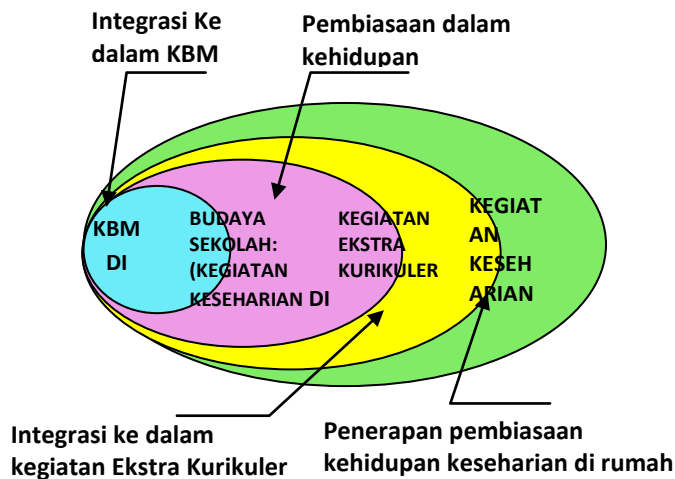 Integrasi Ke
dalam KBM
Pembiasaan dalam
kehidupan
KBM
DI
BUDAYA
SEKOLAH:
(KEGIATAN
KESEHARIAN DI
KEGIATAN
EKSTRA
KURIKULER
KEGIAT
AN
KESEH
ARIAN
Integrasi ke dalam
kegiatan Ekstra Kurikuler
Penerapan pembiasaan
kehidupan keseharian di rumah